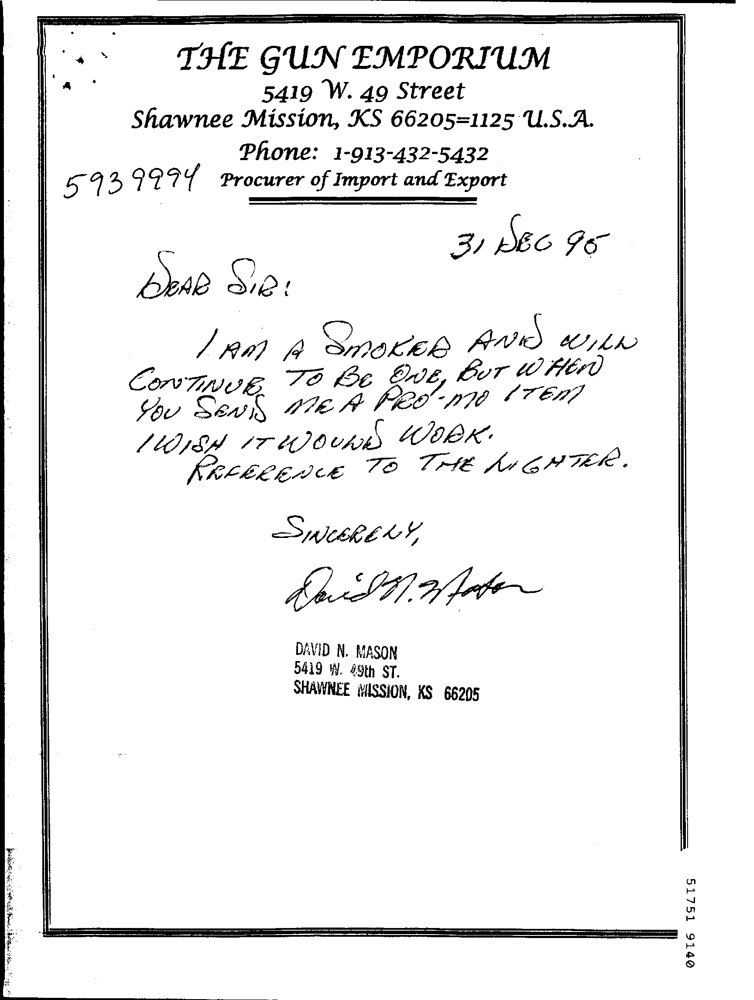 THE GUN EMPORIUM
5419 W. 49 Street
Shawnee Mission, KS 66205=1125 U.S.A.
Phone: 1-913-432-5432
5939994 Procurer of Import and Export
31 DEC 95
DEAR SIR:
I AM A SMOKER AND WILL
CONTINUE TO BE ONE, BUT WHEN
YOU SEND ME A PRO-MO ITEM
I WISH IT WOULD WORK.
REFERENCE TO THE LIGHTER.
SINCERELY,
David N. Mason
DAVID N. MASON
5419 W. 49th ST.
SHAWNEE MISSION, KS 66205
51751 9140